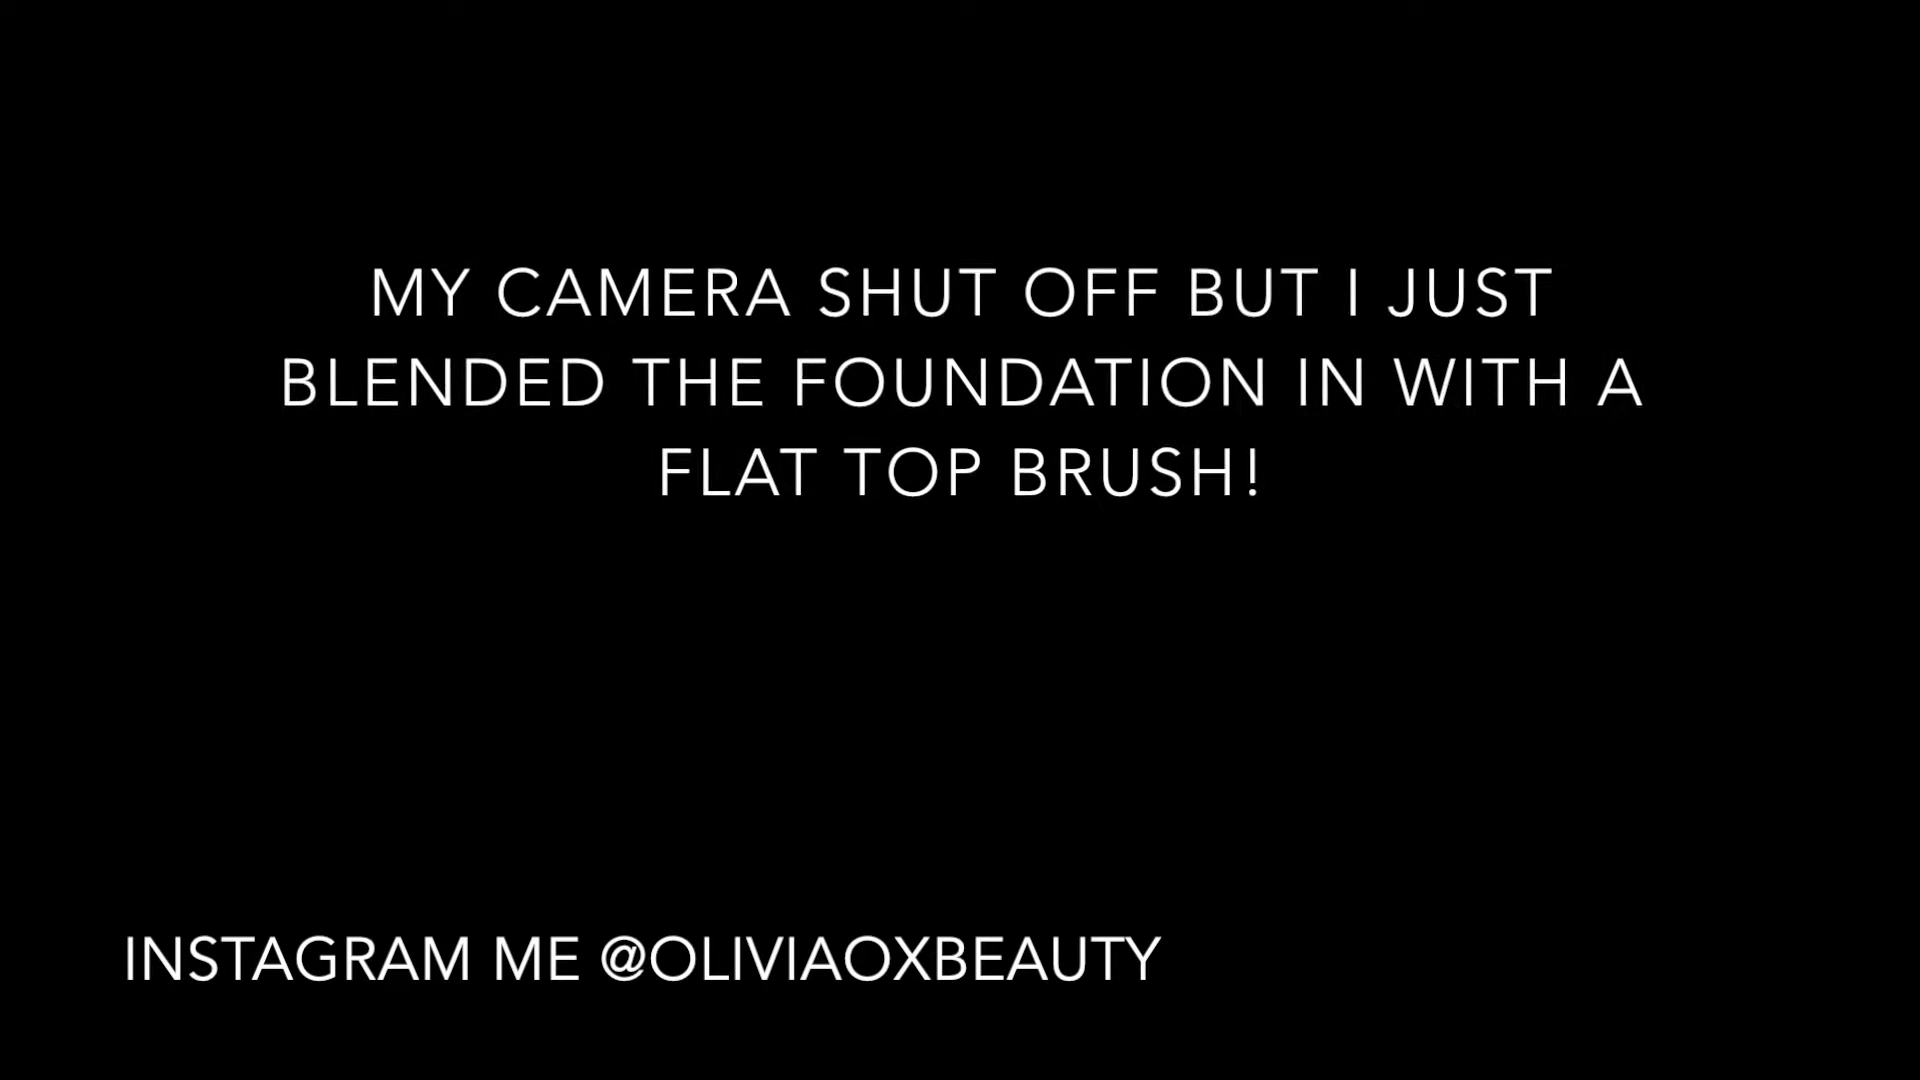 MY CAMERA SHUT OFF BUT I JUST
BLENDED THE FOUNDATION IN WITH A
FLAT TOP BRUSH!
INSTAGRAM ME @OLIVIAOXBEAUTY